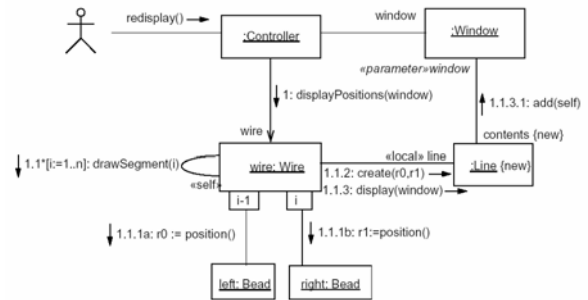 redisplay()
window
:Controller
:Window
«parameter»window
1: displayPositions(window)
1.1.3.1: add(self)
wire
contents {new}
1.1*[i:=1..n]: drawSegment(i)
wire: Wire
«local» line
:Line {new}
1.1.2: create(r0,r1)
«self»
1.1.3: display(window)
i-1
i
1.1.1a: r0 := position()
1.1.1b: r1:=position()
left: Bead
right: Bead